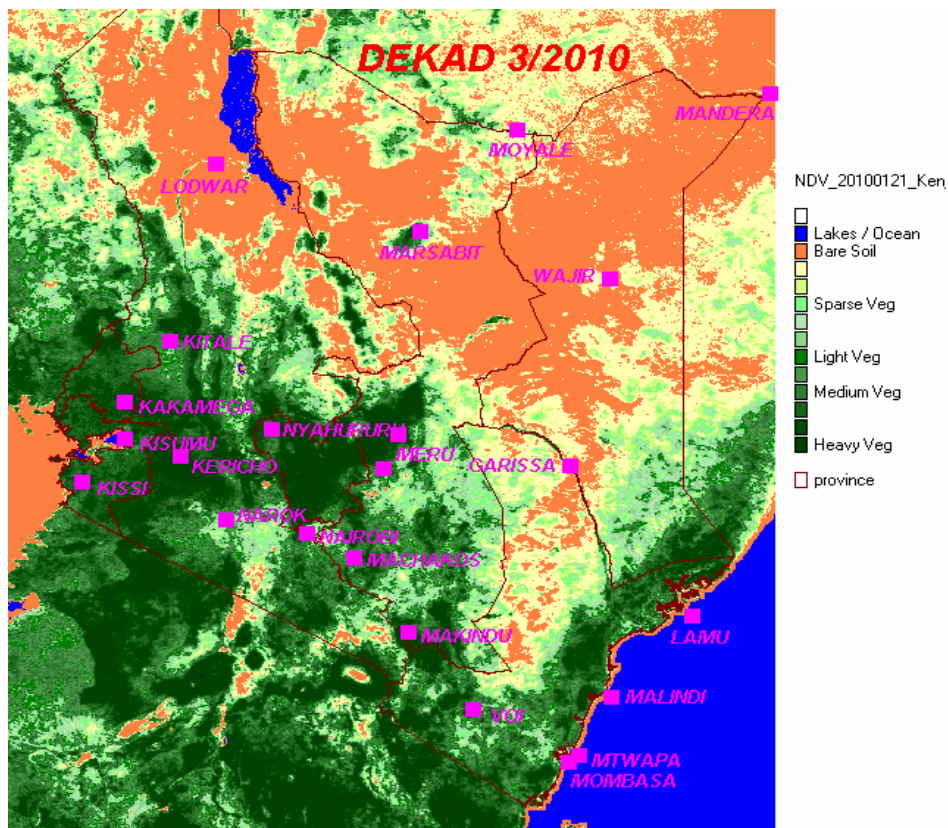 DEKAD 3/2010
MANDERA
MOYALE
LODWAR
NDV_20100121_Ken
Lakes / Ocean
MARSABIT
Bare Soil
WAJIR
Sparse Veg
KITALE
Light Veg
Medium Veg
KAKAMEGA
NYAHURURU
KISUMU
Heavy Veg
MERU
KERICHO
GARISSA
KISSI
province
NAROK
NAIROBI
MACHAKOS
LAMU
MAKINDU
MALINDI
VOI
MTWAPA
MOMBASA